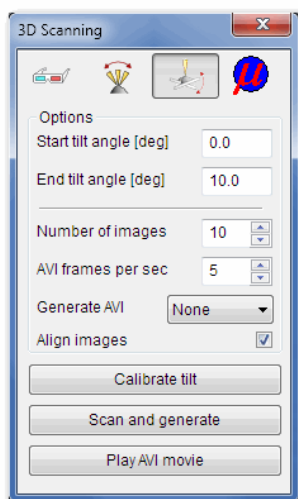 3D Scanning
μ
Options
Start tilt angle [deg] 0.0
End tilt angle [deg] 10.0
Number of images 10
AVI frames per sec 5
Generate AVI None
Align images
Calibrate tilt
Scan and generate
Play AVI movie